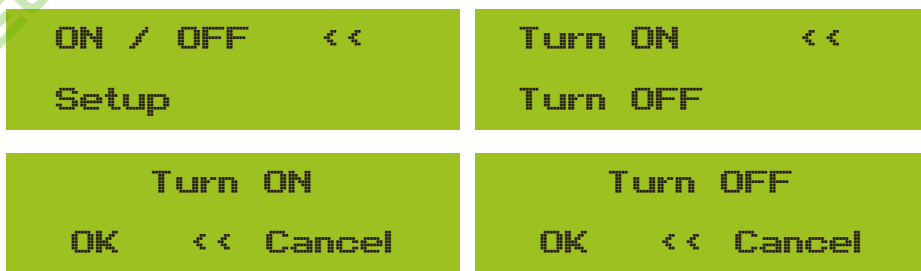 ON / OFF <<
Setup
Turn ON <<
Turn OFF
Turn ON
OK << Cancel
Turn OFF
OK << Cancel